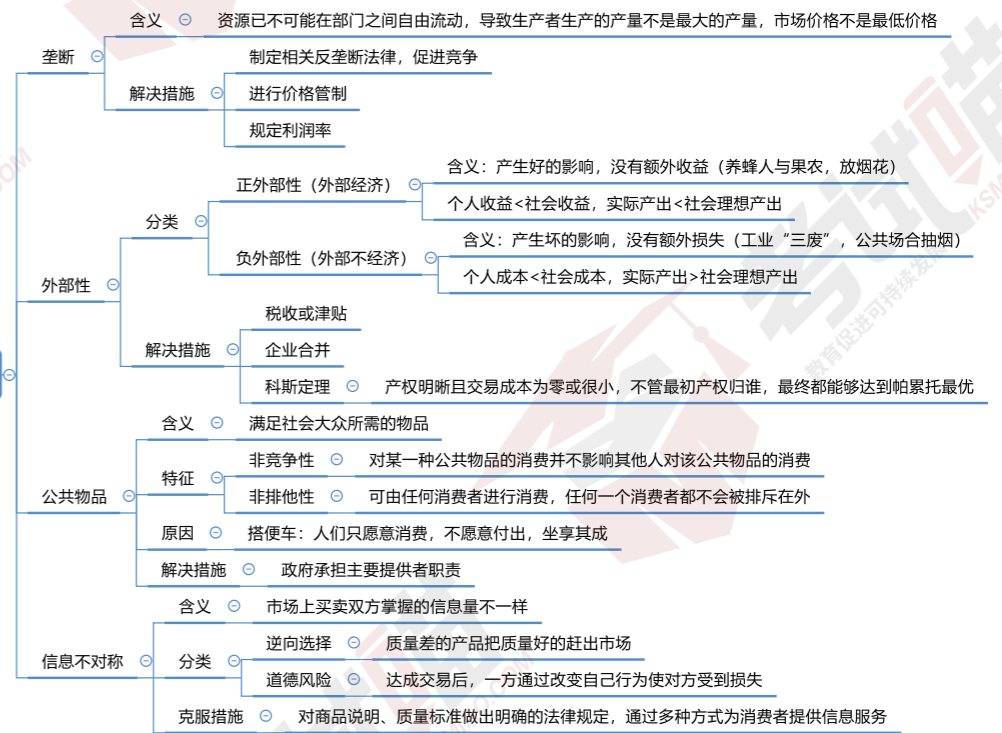 含义
资源已不可能在部门之间自由流动，导致生产者生产的产量不是最大的产量，市场价格不是最低价格
垄断
制定相关反垄断法律，促进竞争
解决措施
进行价格管制
规定利润率
含义：产生好的影响，没有额外收益（养蜂人与果农，放烟花）
正外部性（外部经济）
个人收益<社会收益，实际产出<社会理想产出
分类
含义：产生坏的影响，没有额外损失（工业“三废”，公共场合抽烟）
负外部性（外部不经济）
个人成本<社会成本，实际产出>社会理想产出
外部性
税收或津贴
解决措施
企业合并
科斯定理
产权明晰且交易成本为零或很小，不管最初产权归谁，最终都能够达到帕累托最优
含义
满足社会大众所需的物品
特征
非竞争性
对某一种公共物品的消费并不影响其他人对该公共物品的消费
非排他性
可由任何消费者进行消费，任何一个消费者都不会被排斥在外
公共物品
原因
搭便车：人们只愿意消费，不愿意付出，坐享其成
解决措施
政府承担主要提供者职责
含义
市场上买卖双方掌握的信息量不一样
信息不对称
分类
逆向选择
质量差的产品把质量好的赶出市场
道德风险
达成交易后，一方通过改变自己行为使对方受到损失
克服措施
对商品说明、质量标准做出明确的法律规定，通过多种方式为消费者提供信息服务
考试喵
教育促进可持续发展